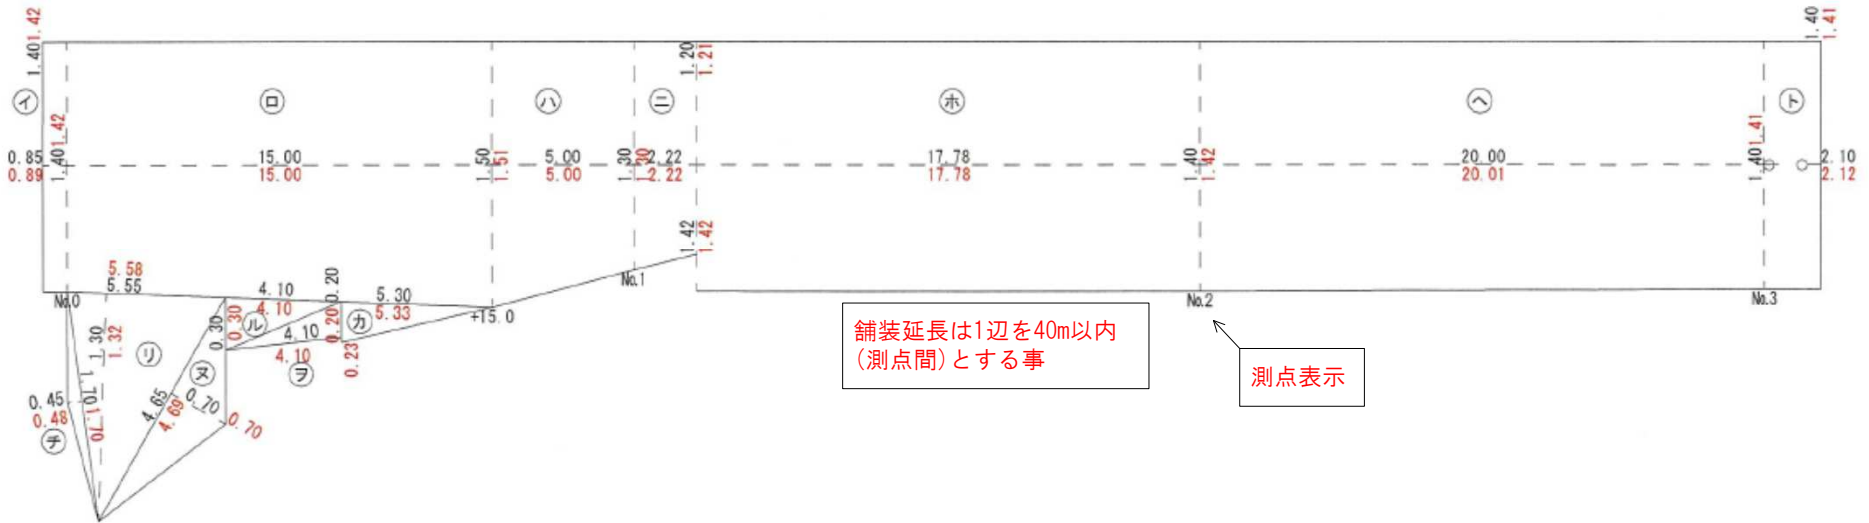 1.40
1.42
1.20
1.21
1.40
1.41
イ
ロ
ハ
ニ
ホ
ヘ
ト
0.85
0.89
1.40
1.42
15.00
15.00
1.50
1.51
5.00
5.00
1.30
1.30
2.22
2.22
17.78
17.78
1.40
1.42
20.00
20.01
1.40
1.41
2.10
2.12
1.42
1.42
No.0
5.58
5.55
4.10
4.10
0.20
0.20
5.30
5.33
+15.0
No.1
No.2
No.3
1.30
1.32
リ
0.30
0.30
ル
4.10
4.10
カ
0.23
ヲ
ヌ
0.45
0.48
チ
1.70
1.70
4.65
4.69
0.70
0.70
舗装延長は1辺を40m以内
(測点間)とする事
測点表示